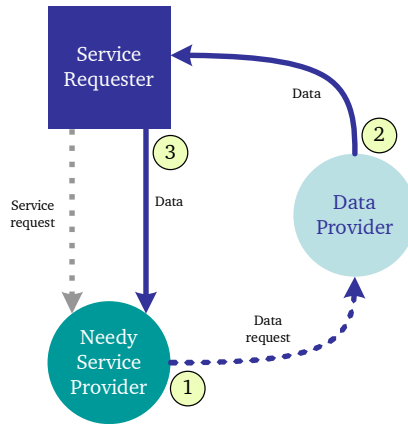 Service
Requester
Data
2
3
Service
request
Data
Data
Provider
Data
request
Needy
Service
Provider
1